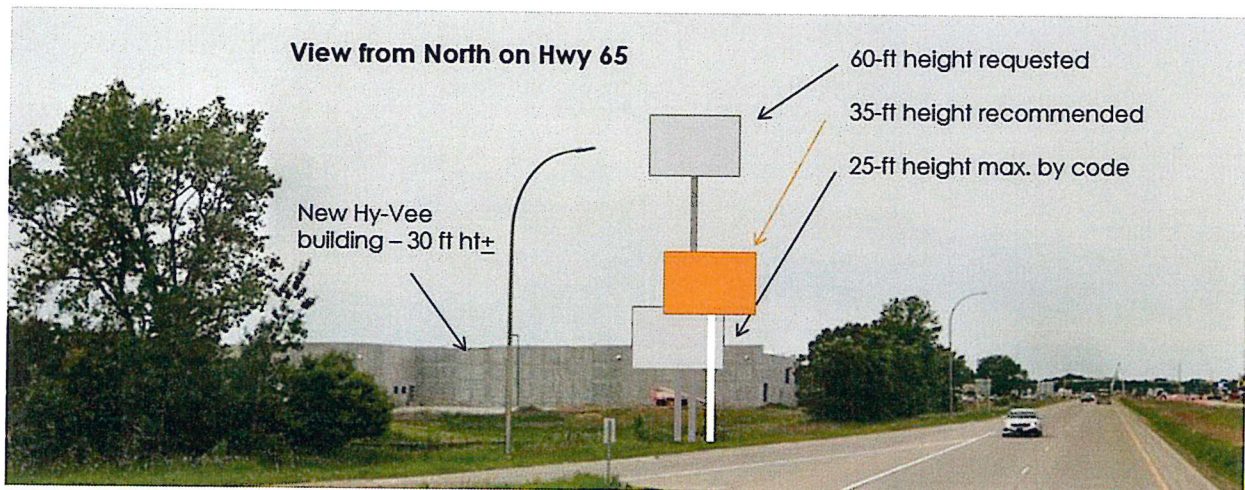 View from North on Hwy 65
60-ft height requested
35-ft height recommended
25-ft height max. by code
New Hy-Vee
building – 30 ft ht±